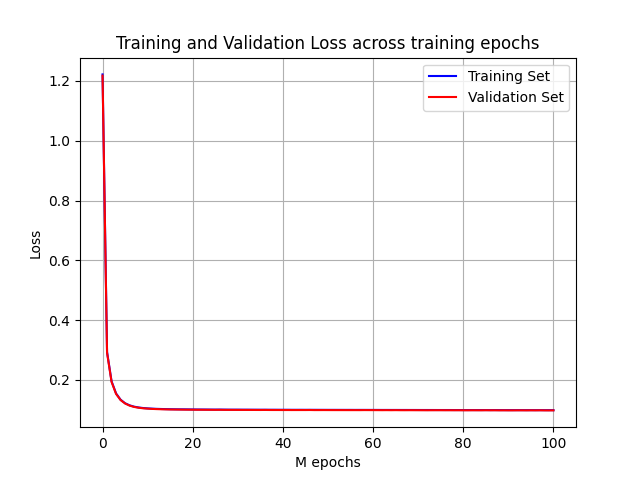 Training and Validation Loss across training epochs
Training Set
Validation Set
Loss
1.2
1.0
0.8
0.6
0.4
0.2
0 20 40 60 80 100
M epochs